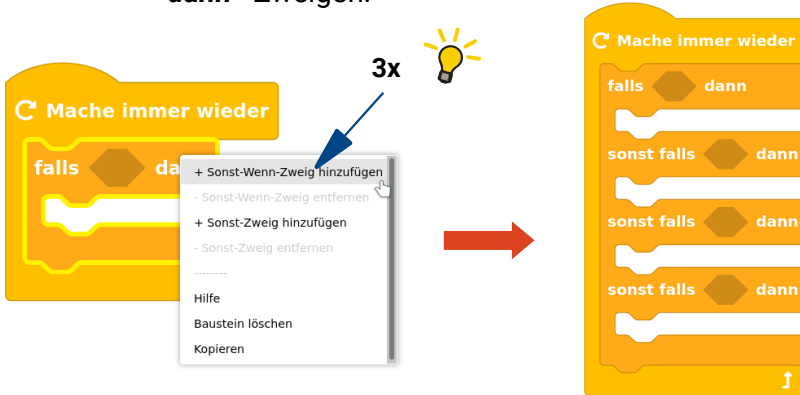 dann"-Zweigen.
3x
Mache immer wieder
falls da
+ Sonst-Wenn-Zweig hinzufügen
- Sonst-Wenn-Zweig entfernen
+ Sonst-Zweig hinzufügen
- Sonst-Zweig entfernen
--------
Hilfe
Baustein löschen
Kopieren
Mache immer wieder
falls dann
sonst falls dann
sonst falls dann
sonst falls dann